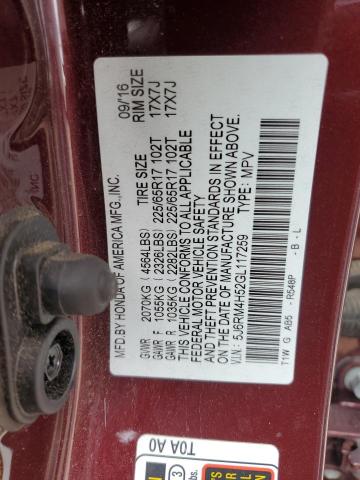 MFD.BY HONDA OF AMERICA MFG.,INC. 09/16
TIRE SIZE RIM SIZE
GVWR 2070KG (4564LBS)
GAWR F 1055KG (2326LBS) 225/65R17 102T 17X7J
GAWR R 1035KG (2282LBS) 225/65R17 102T 17X7J
THIS VEHICLE CONFORMS TO ALL APPLICABLE
FEDERAL MOTOR VEHICLE SAFETY
AND THEFT PREVENTION STANDARDS IN EFFECT ON
THE DATE OF MANUFACTURE SHOWN ABOVE.
V.I.N.: 5J6RM4H52GL117259 TYPE: MPV
T1W G AB5 - R548P - B - L
T0A A0
3